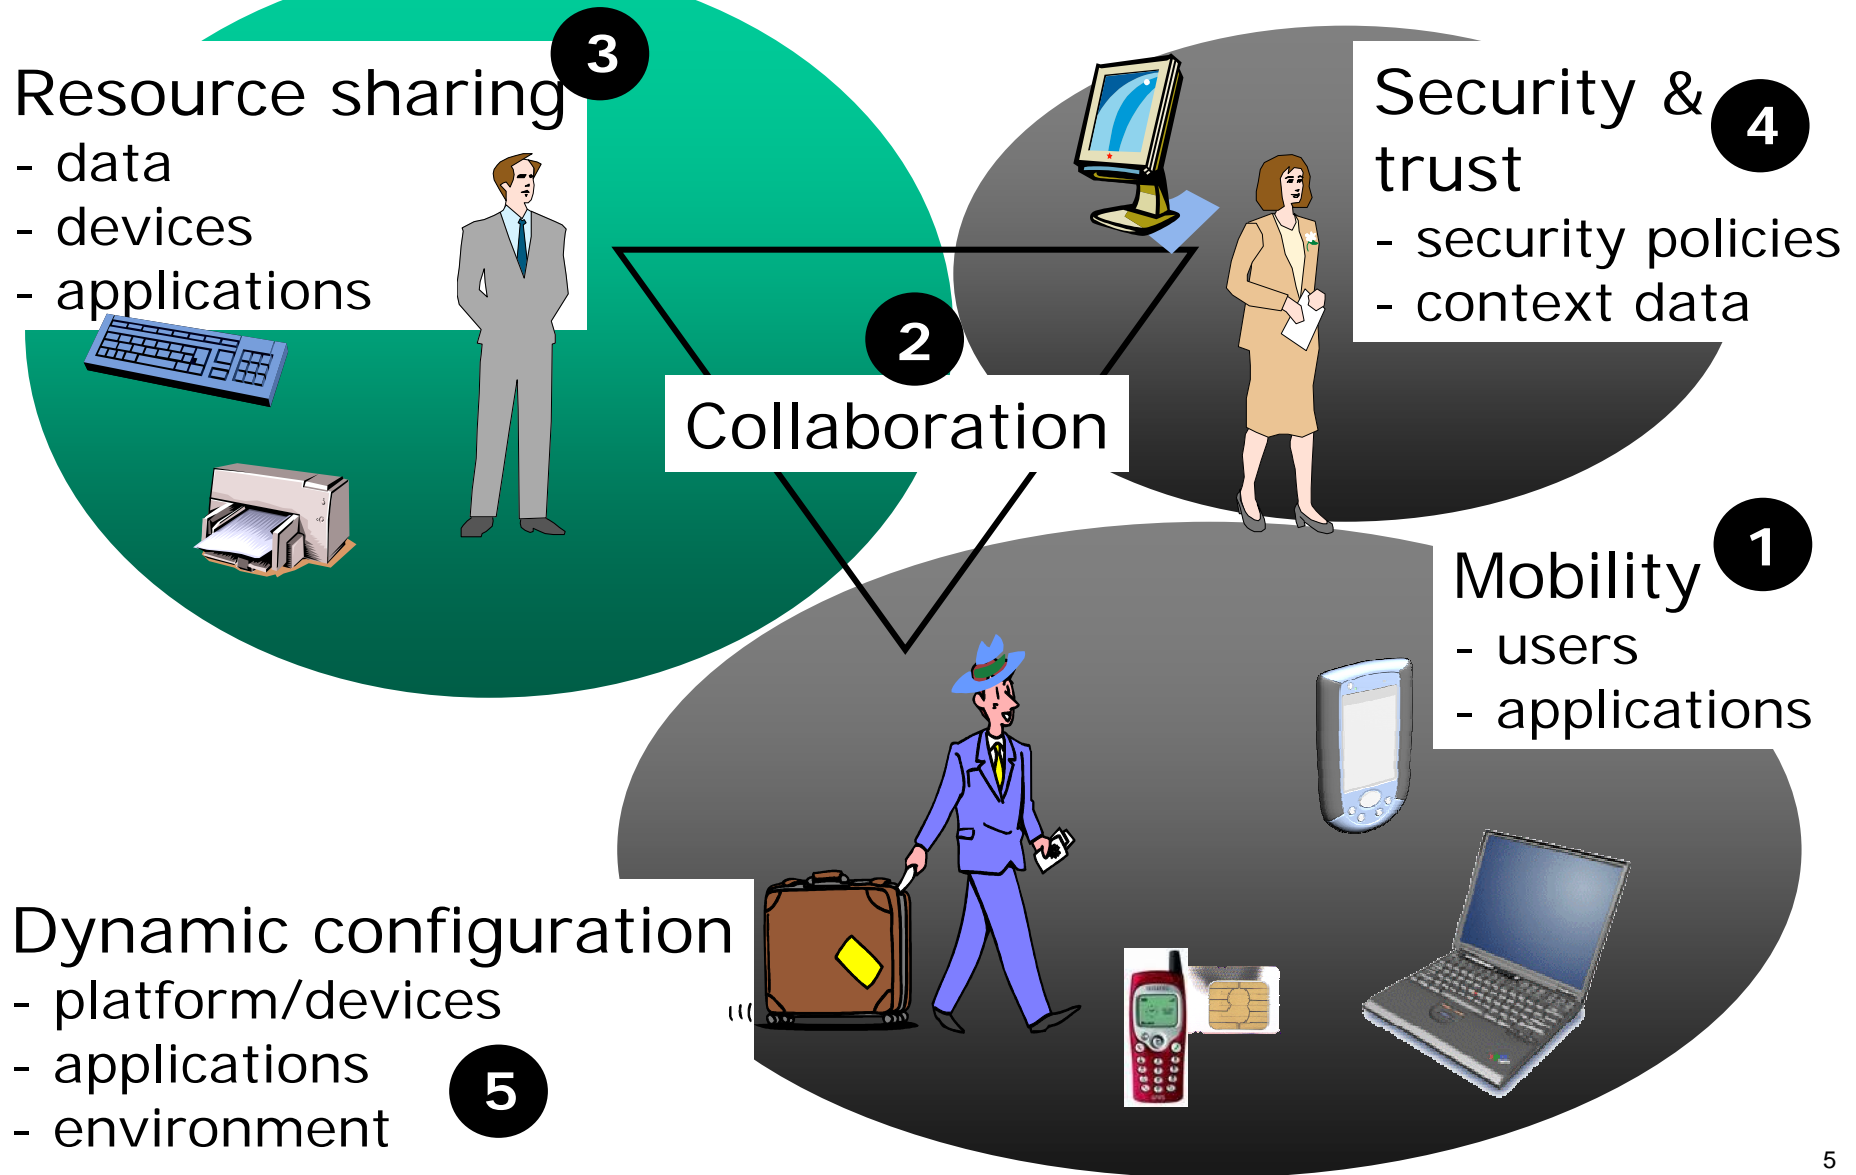 3
Resource sharing
- data
- devices
- applications
Security &
trust
4
- security policies
- context data
2
Collaboration
1
Mobility
- users
- applications
Dynamic configuration
- platform/devices
- applications
- environment
5
5